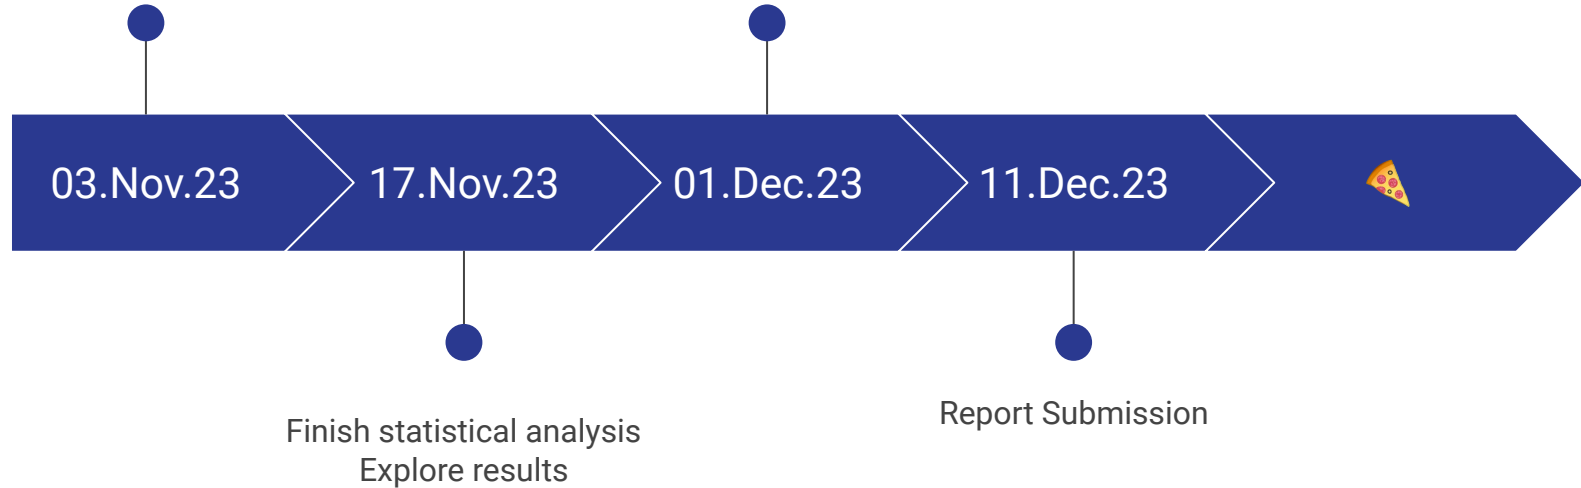 03.Nov.23
17.Nov.23
01.Dec.23
11.Dec.23
🍕
Finish statistical analysis
Explore results
Report Submission